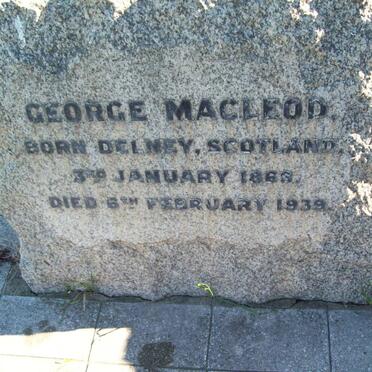 GEORGE MACLEOD.
BORN DELNEY, SCOTLAND.
3RD JANUARY 1863.
DIED 6TH FEBRUARY 1939.